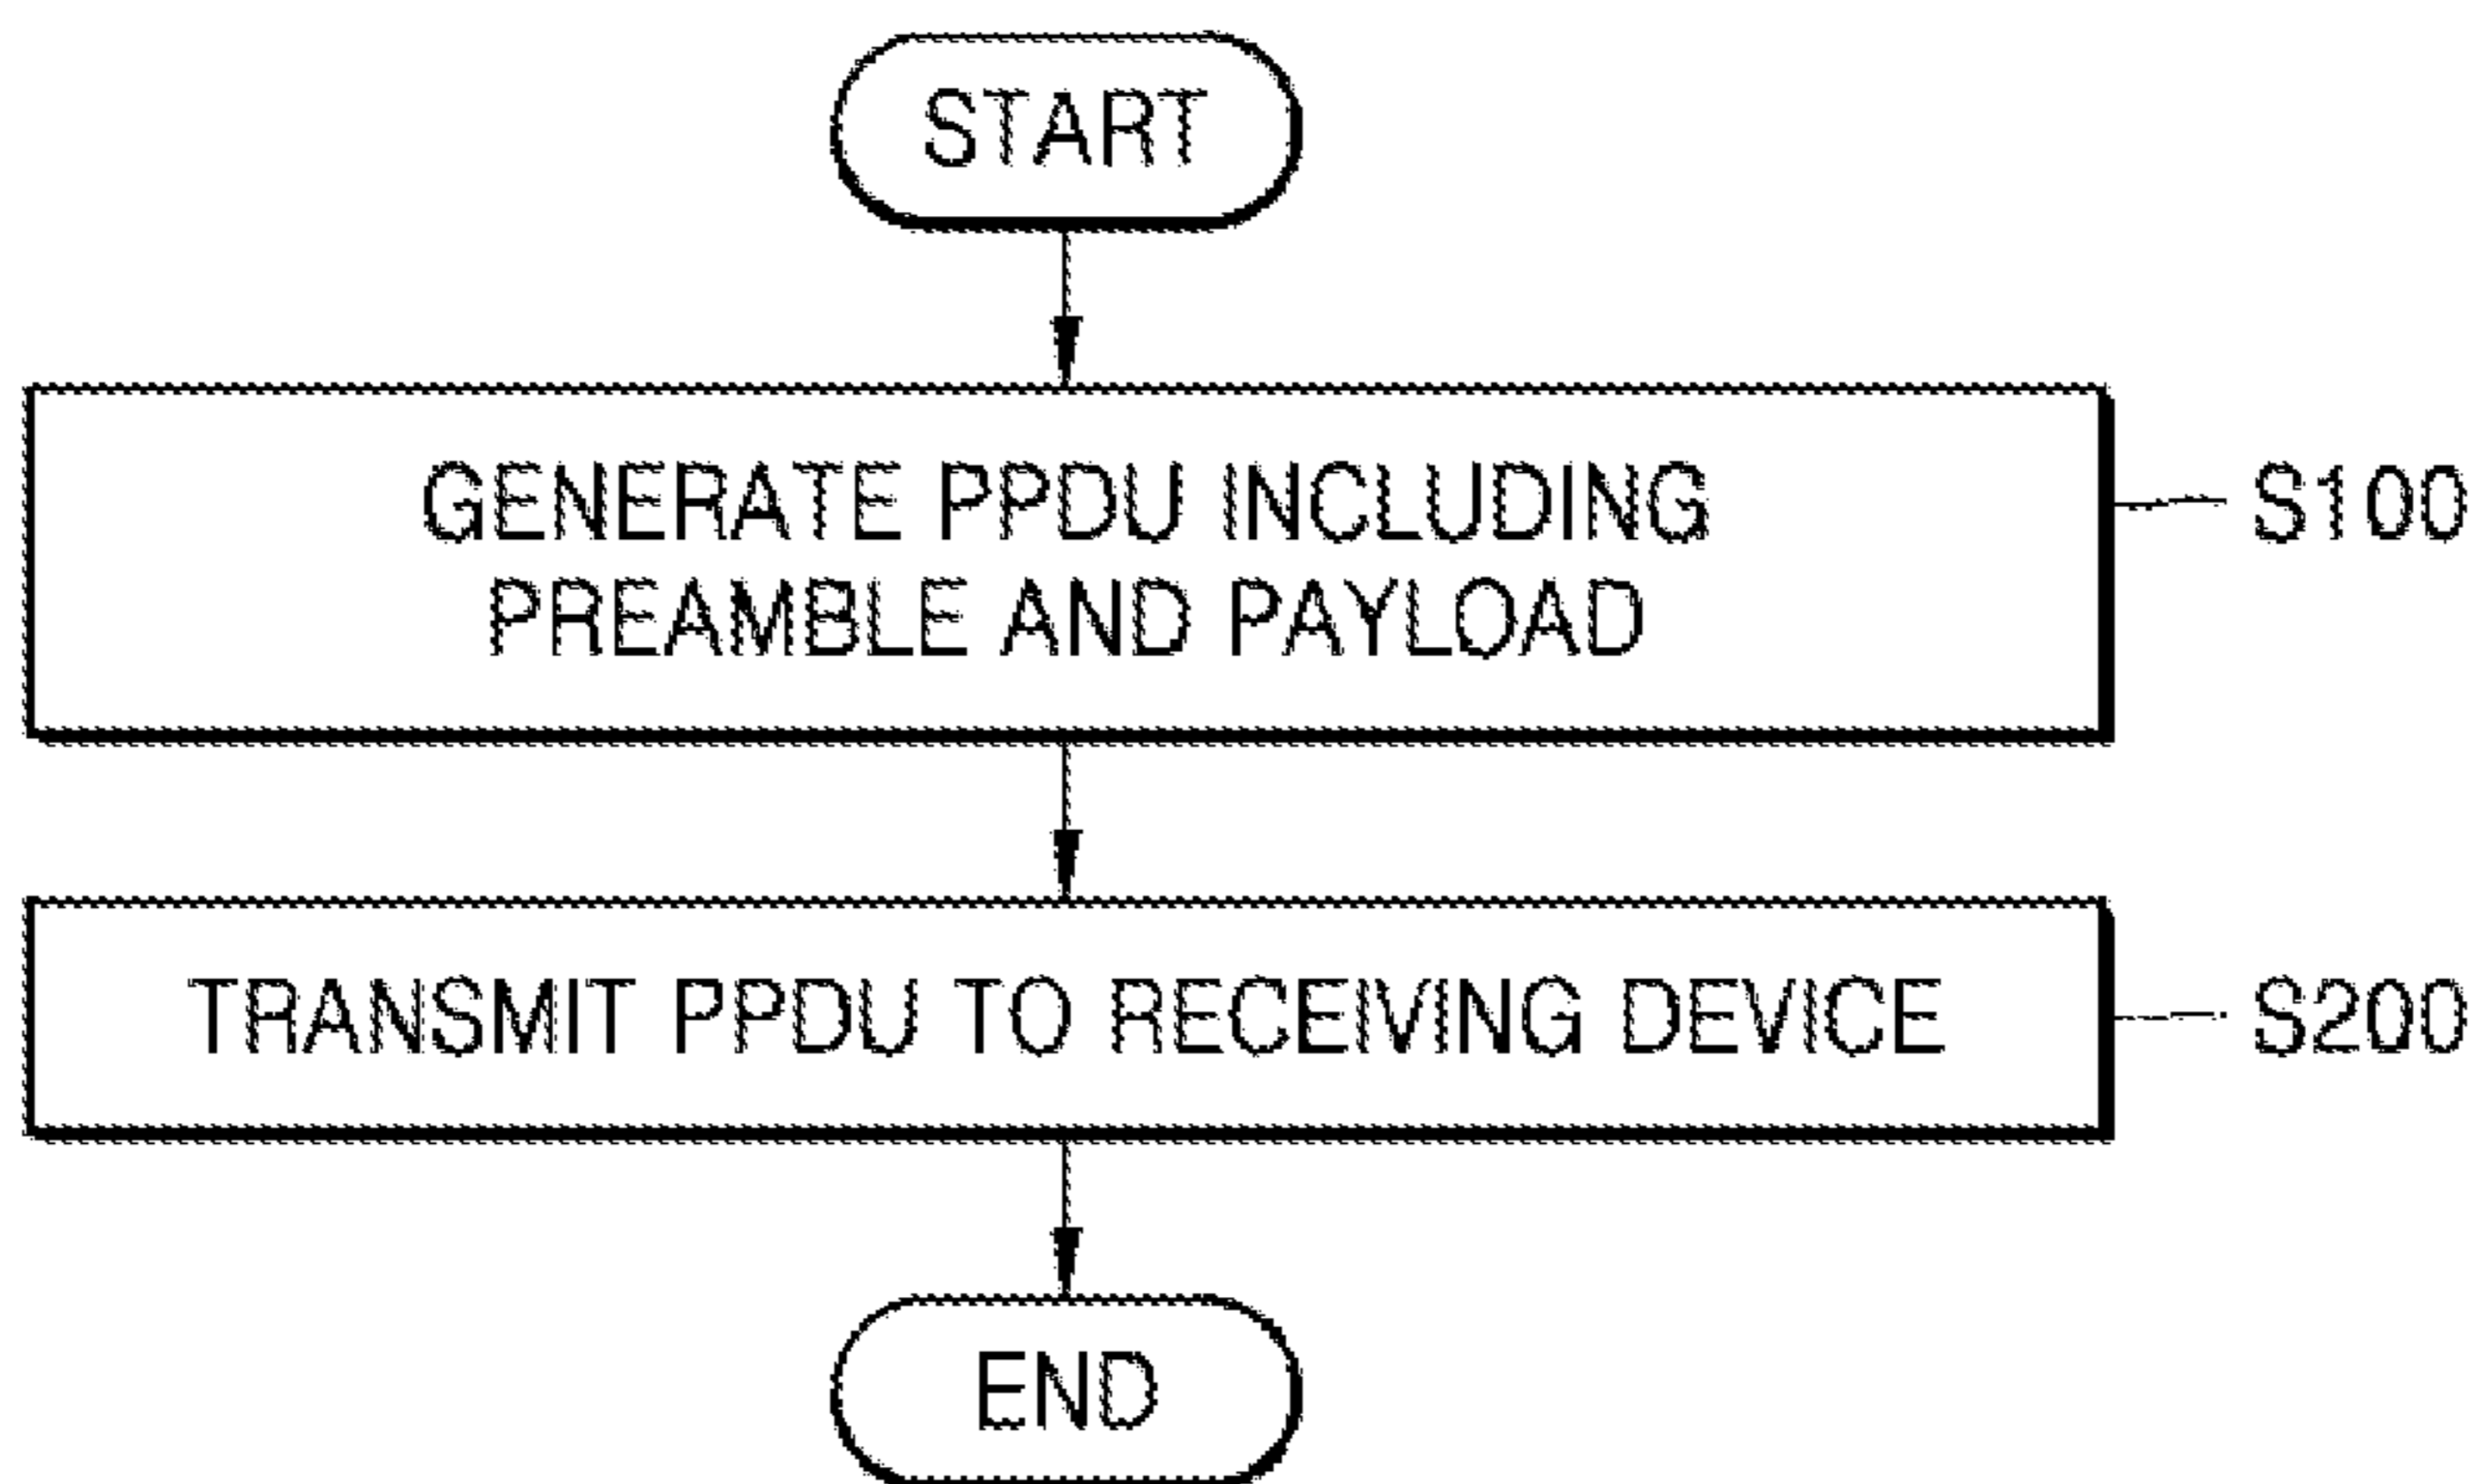 START
GENERATE PPDU INCLUDING
PREAMBLE AND PAYLOAD
S100
TRANSMIT PPDU TO RECEIVING DEVICE
S200
END